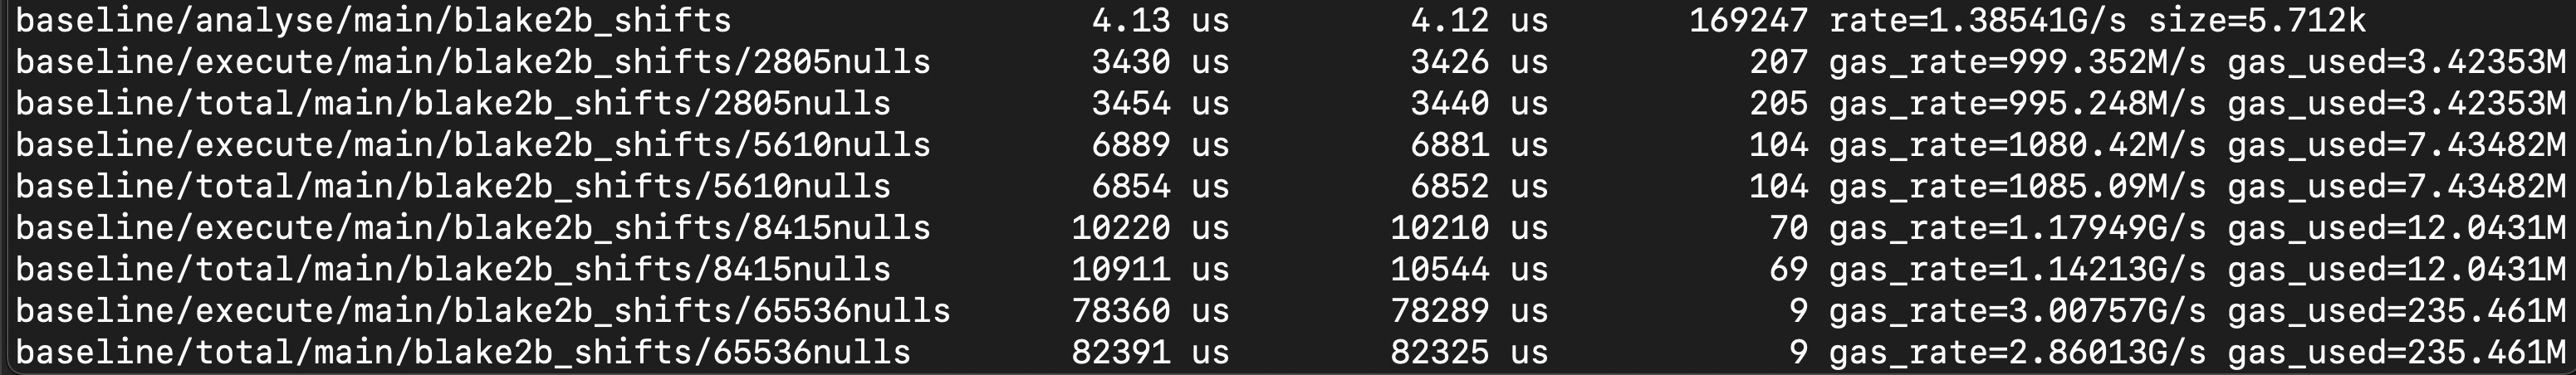 baseline/analyse/main/blake2b_shifts 4.13 us 4.12 us 169247 rate=1.38541G/s size=5.712k
baseline/execute/main/blake2b_shifts/2805nulls 3430 us 3426 us 207 gas_rate=999.352M/s gas_used=3.42353M
baseline/total/main/blake2b_shifts/2805nulls 3454 us 3440 us 205 gas_rate=995.248M/s gas_used=3.42353M
baseline/execute/main/blake2b_shifts/5610nulls 6889 us 6881 us 104 gas_rate=1080.42M/s gas_used=7.43482M
baseline/total/main/blake2b_shifts/5610nulls 6854 us 6852 us 104 gas_rate=1085.09M/s gas_used=7.43482M
baseline/execute/main/blake2b_shifts/8415nulls 10220 us 10210 us 70 gas_rate=1.17949G/s gas_used=12.0431M
baseline/total/main/blake2b_shifts/8415nulls 10911 us 10544 us 69 gas_rate=1.14213G/s gas_used=12.0431M
baseline/execute/main/blake2b_shifts/65536nulls 78360 us 78289 us 9 gas_rate=3.00757G/s gas_used=235.461M
baseline/total/main/blake2b_shifts/65536nulls 82391 us 82325 us 9 gas_rate=2.86013G/s gas_used=235.461M